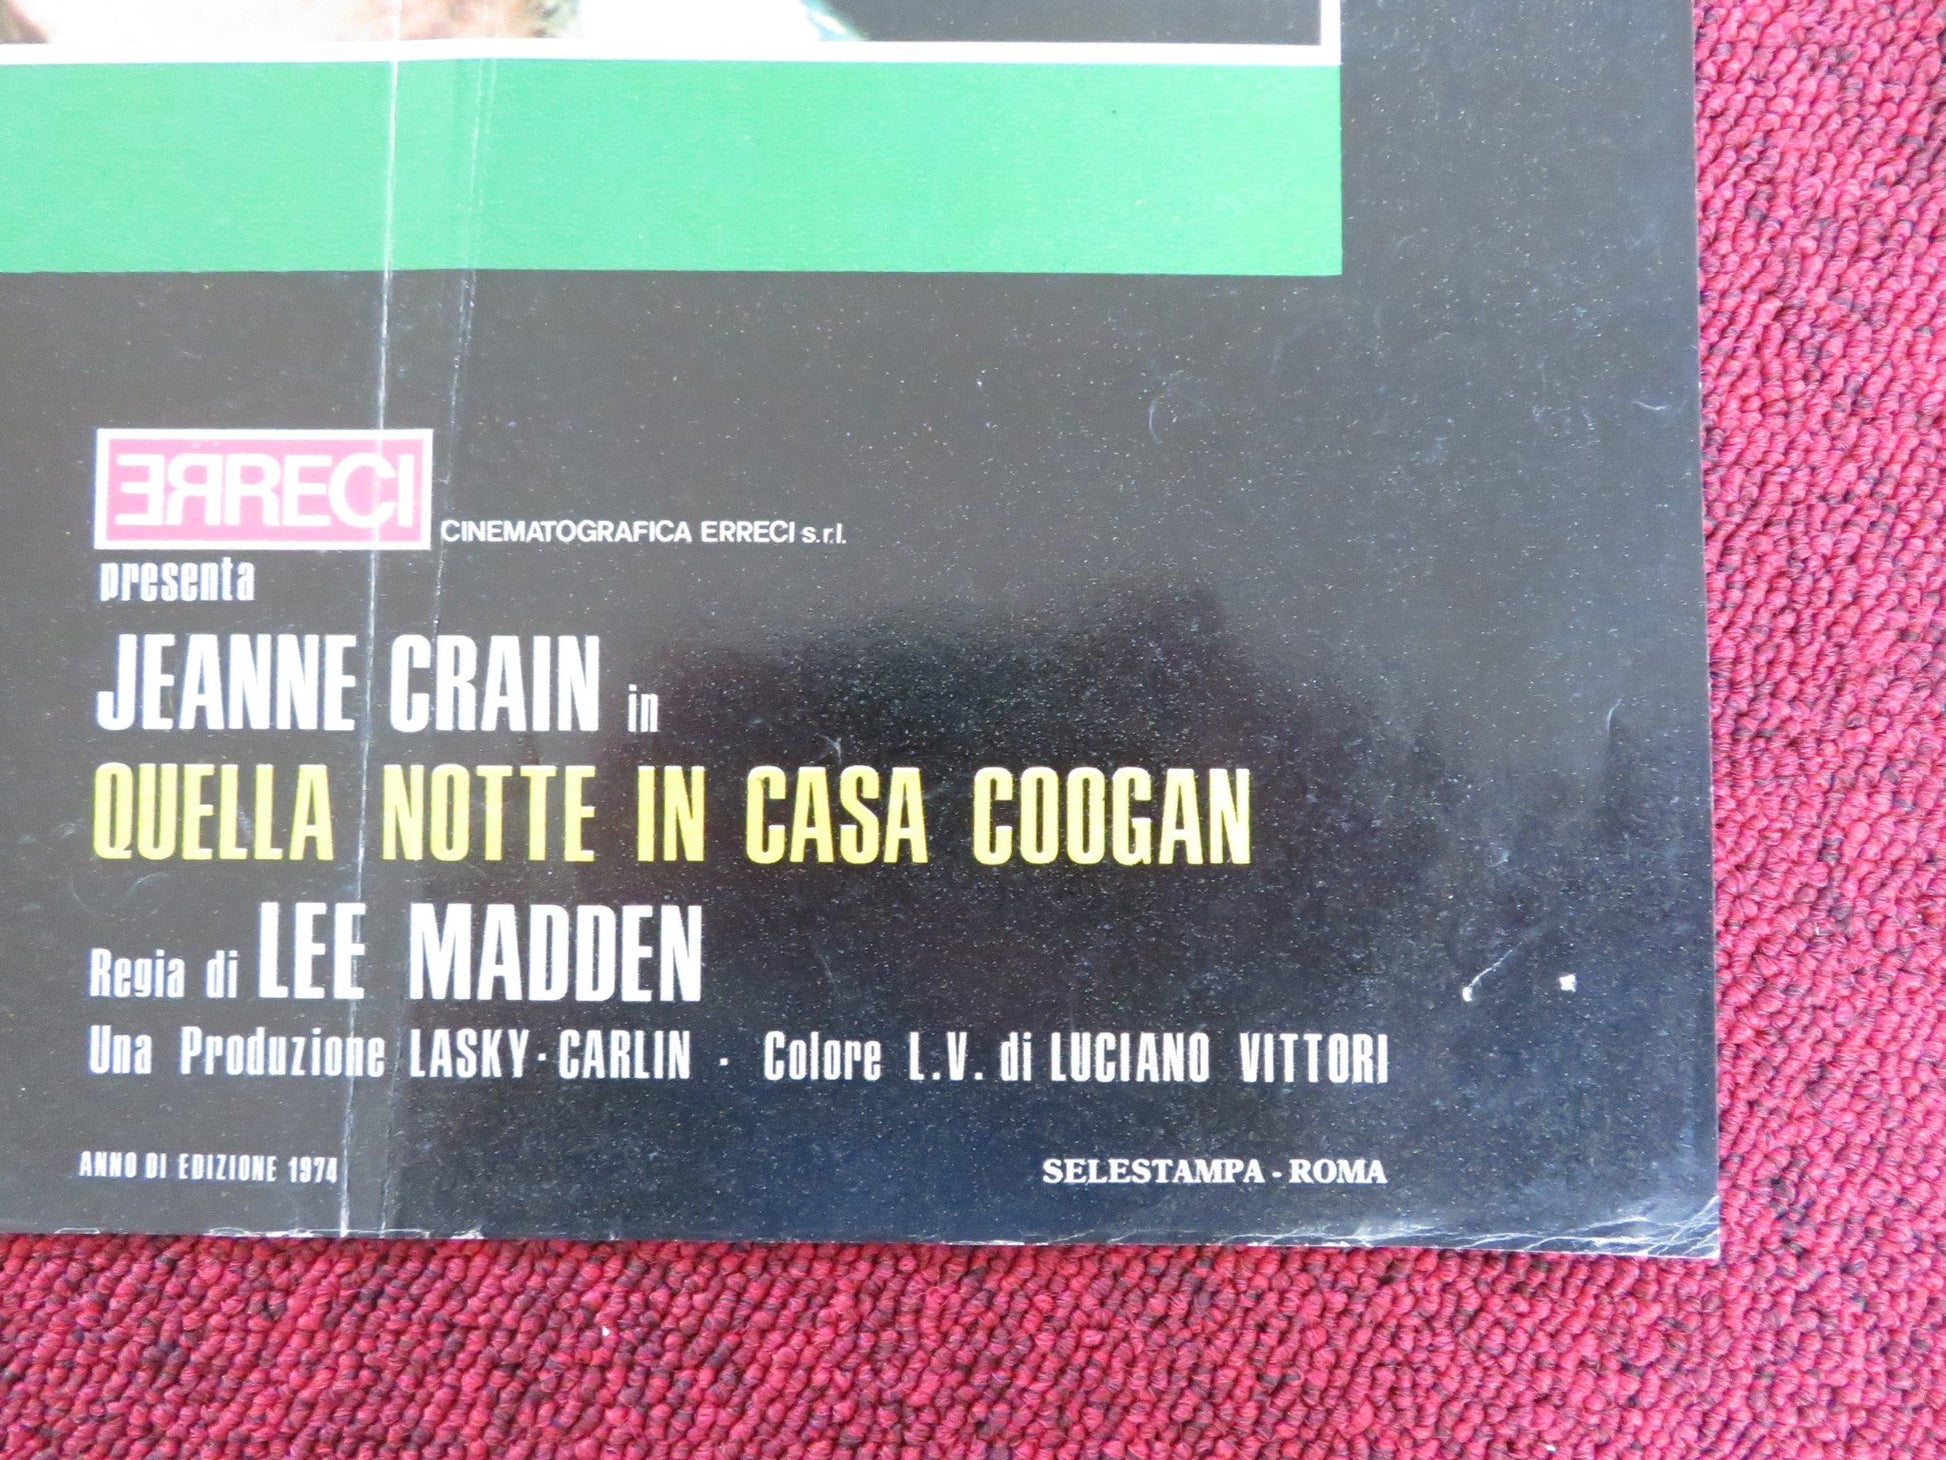 ERRECI
CINEMATOGRAFICA ERRECI s.r.l.
presenta
JEANNE CRAIN in
QUELLA NOTTE IN CASA COOGAN
Regia di LEE MADDEN
Una Produzione LASKY-CARLIN · Colore L.V. di LUCIANO VITTORI
ANNO DI EDIZIONE 1974
SELESTAMPA - ROMA